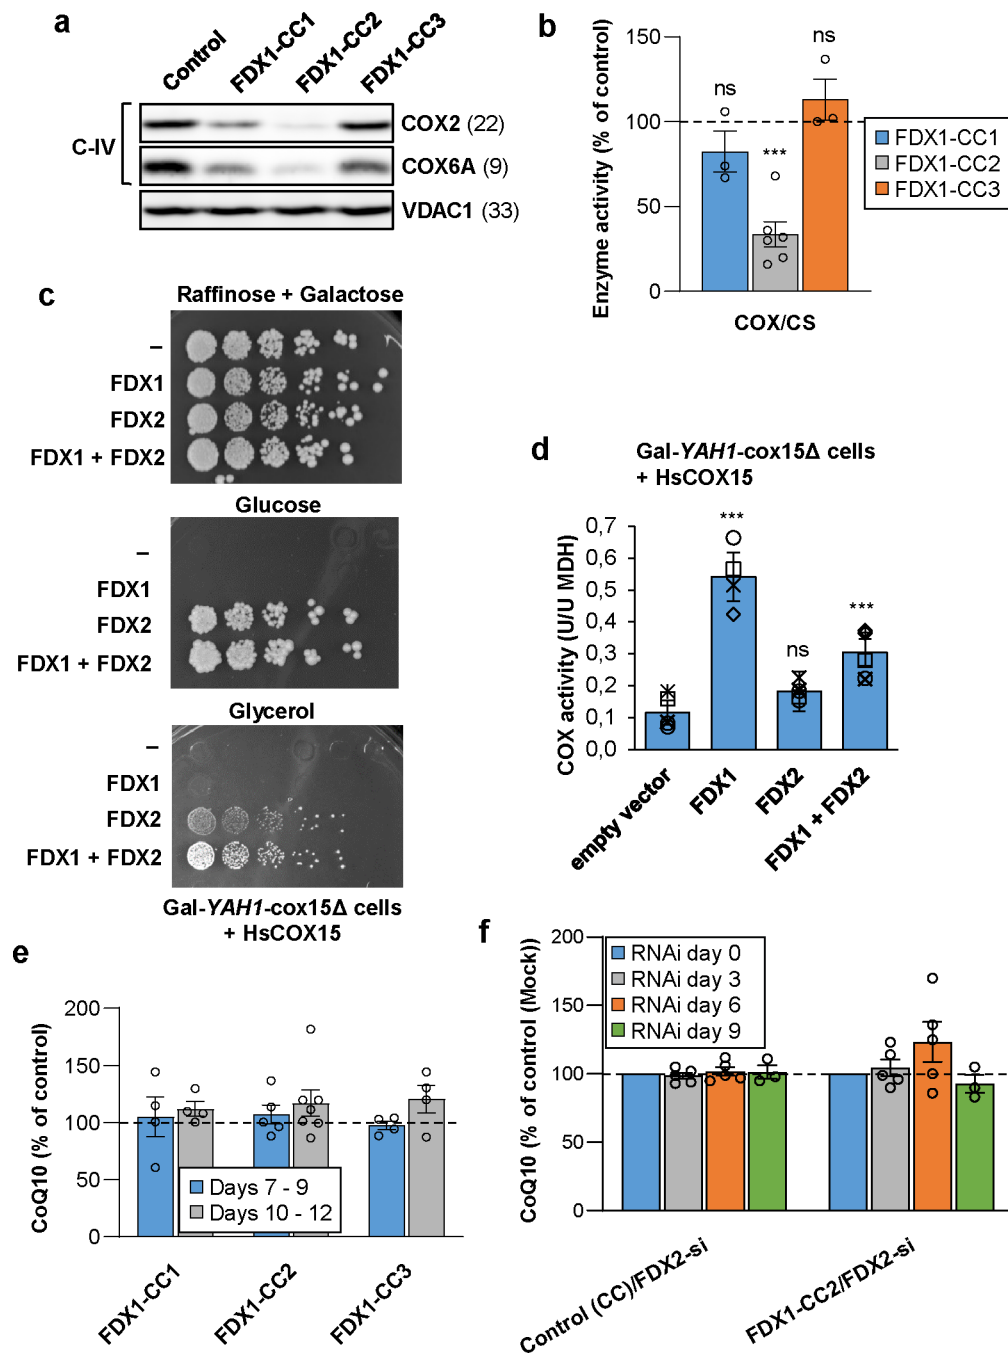 a
Control
FDX1-CC1
FDX1-CC2
FDX1-CC3
C-IV
COX2 (22)
COX6A (9)
VDAC1 (33)
b
Enzyme activity (% of control)
150
100
50
0
ns
***
ns
COX/CS
FDX1-CC1
FDX1-CC2
FDX1-CC3
c
Raffinose + Galactose
–
FDX1
FDX2
FDX1 + FDX2
Glucose
–
FDX1
FDX2
FDX1 + FDX2
Glycerol
–
FDX1
FDX2
FDX1 + FDX2
Gal-YAH1-cox15Δ cells
+ HsCOX15
d
Gal-YAH1-cox15Δ cells
+ HsCOX15
COX activity (U/U MDH)
0,7
0,6
0,5
0,4
0,3
0,2
0,1
0,0
***
ns
***
empty vector
FDX1
FDX2
FDX1 + FDX2
e
CoQ10 (% of control)
200
150
100
50
0
Days 7 - 9
Days 10 - 12
FDX1-CC1
FDX1-CC2
FDX1-CC3
f
CoQ10 (% of control (Mock))
200
150
100
50
0
RNAi day 0
RNAi day 3
RNAi day 6
RNAi day 9
Control (CC)/FDX2-si
FDX1-CC2/FDX2-si